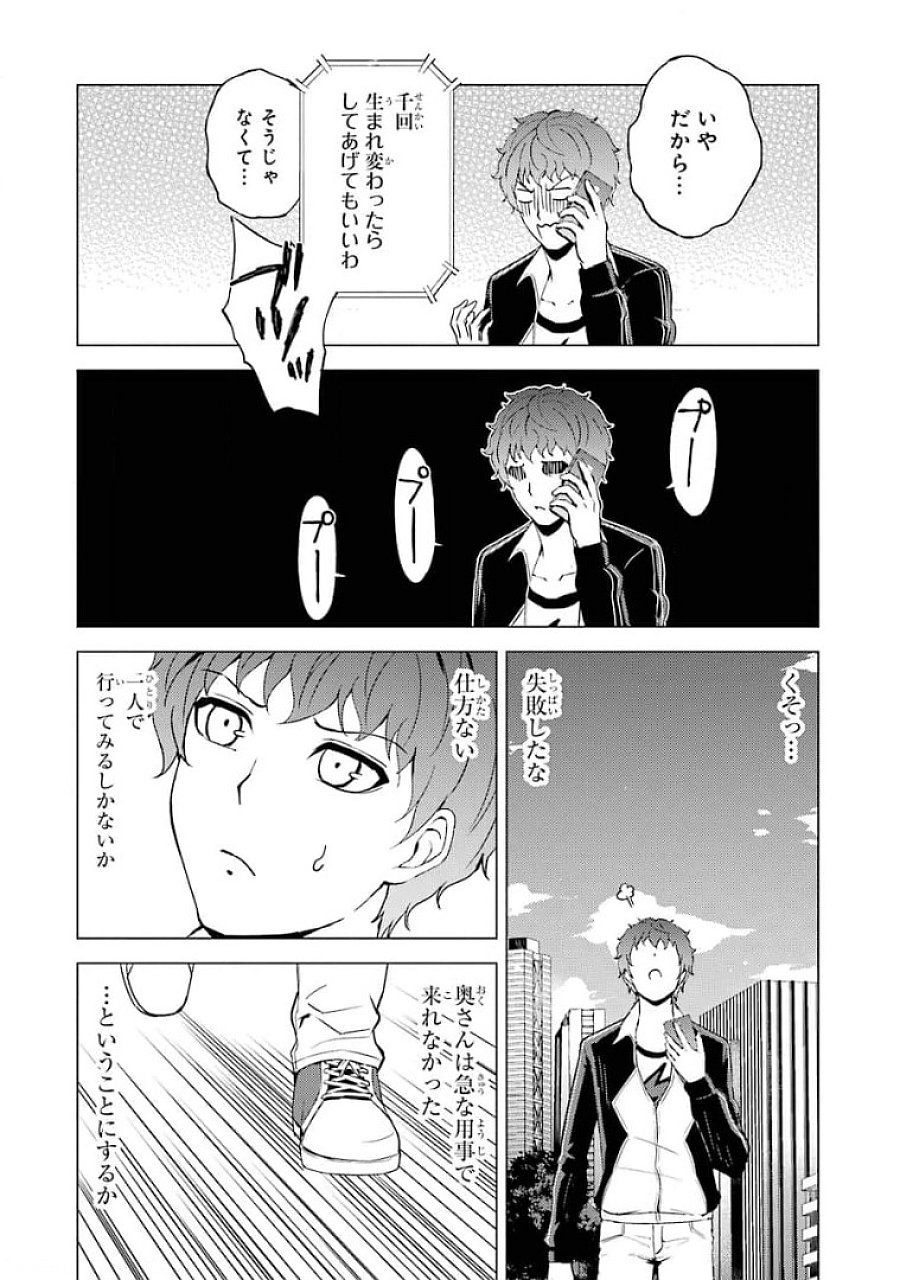 いや
だから…
千回
生まれ変わったら
してあげてもいいわ
そうじゃ
なくて…
プー
プー
プー
くそっ…
失敗したな
仕方ない
二人で
行ってみるしかないか
奥さんは急な用事で
来れなかった
…ということにするか